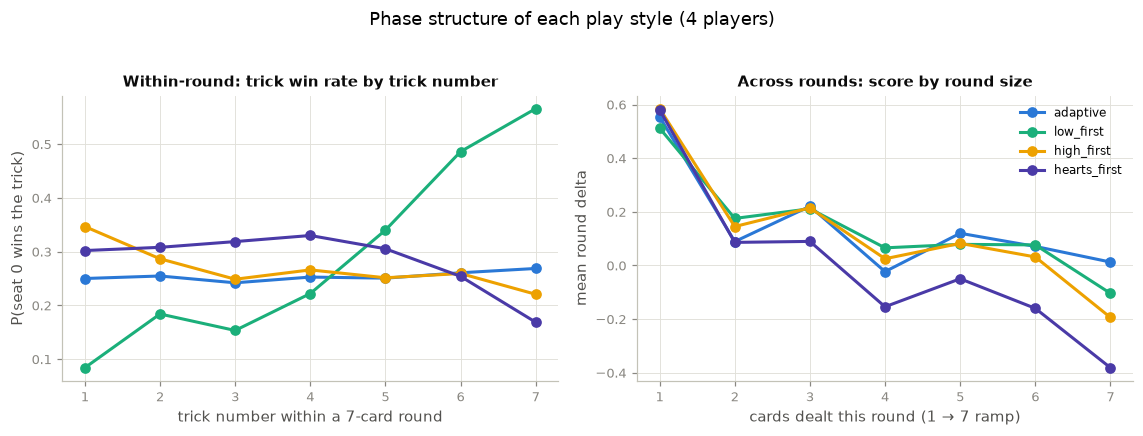 Phase structure of each play style (4 players)
Within-round: trick win rate by trick number
P(seat 0 wins the trick)
0.5
0.4
0.3
0.2
0.1
1 2 3 4 5 6 7
trick number within a 7-card round
Across rounds: score by round size
mean round delta
0.6
0.4
0.2
0.0
−0.2
−0.4
adaptive
low_first
high_first
hearts_first
1 2 3 4 5 6 7
cards dealt this round (1 → 7 ramp)